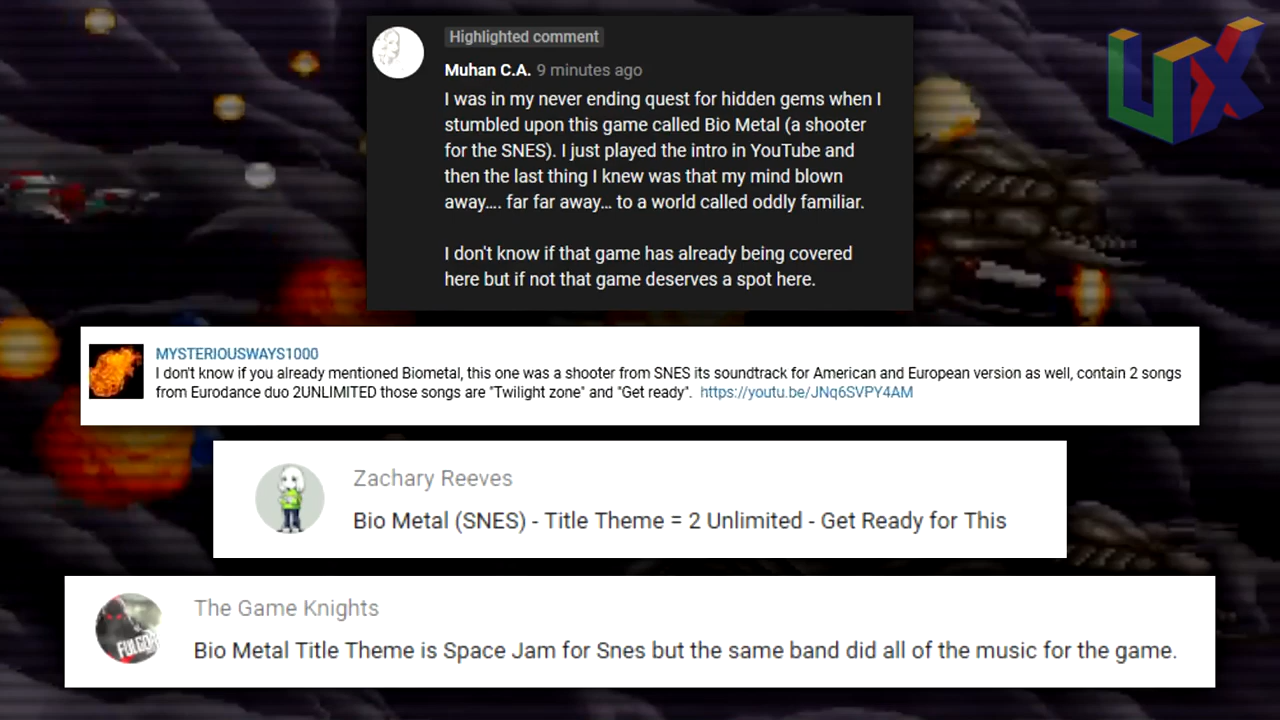 UX
Highlighted comment
Muhan C.A. 9 minutes ago
I was in my never ending quest for hidden gems when I
stumbled upon this game called Bio Metal (a shooter
for the SNES). I just played the intro in YouTube and
then the last thing I knew was that my mind blown
away.... far far away... to a world called oddly familiar.
I don't know if that game has already being covered
here but if not that game deserves a spot here.
MYSTERIOUSWAYS1000
I don't know if you already mentioned Biometal, this one was a shooter from SNES its soundtrack for American and European version as well, contain 2 songs
from Eurodance duo 2UNLIMITED those songs are "Twilight zone" and "Get ready". https://youtu.be/JNq6SVPY4AM
Zachary Reeves
Bio Metal (SNES) - Title Theme = 2 Unlimited - Get Ready for This
FULGOR
The Game Knights
Bio Metal Title Theme is Space Jam for Snes but the same band did all of the music for the game.